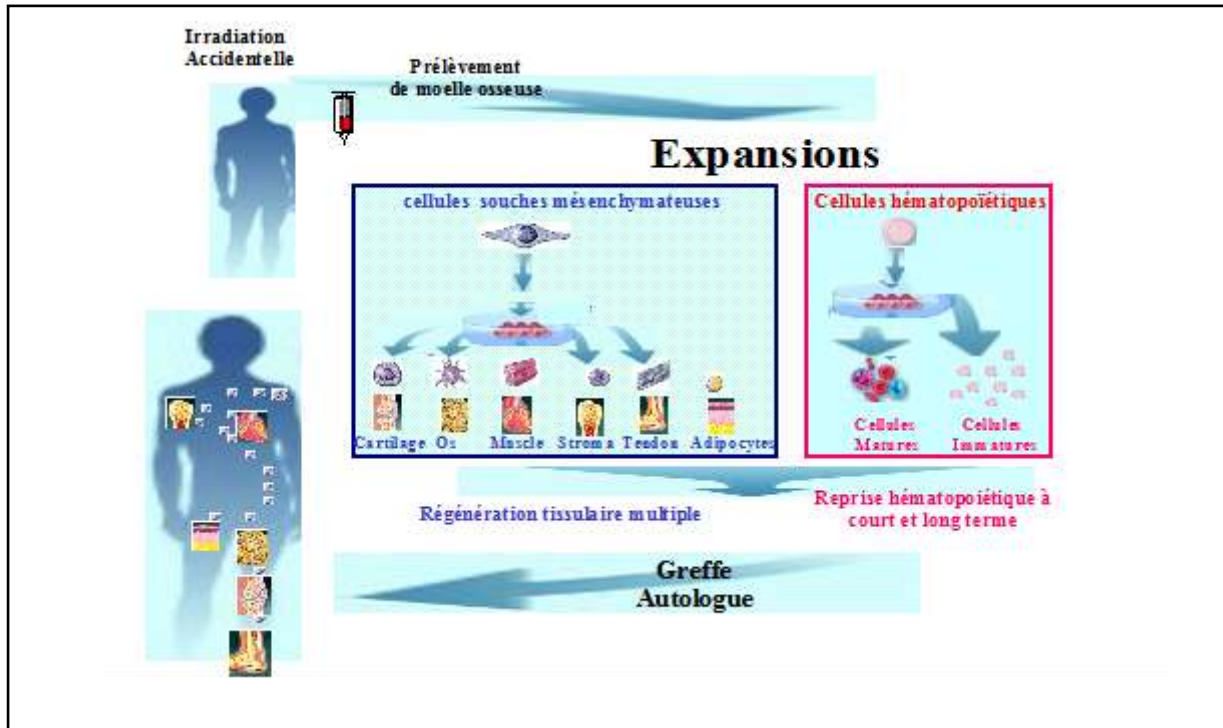 Irradiation
Accidentelle
Prélèvement
de moelle osseuse
Expansions
cellules souches mésenchymateuses
Cellules hématopoïétiques
Cartilage Os Muscle Stroma Tendon Adipocytes
Cellules
Matures
Cellules
Immatures
Régénération tissulaire multiple
Reprise hématopoiétique à
court et long terme
Greffe
Autologue